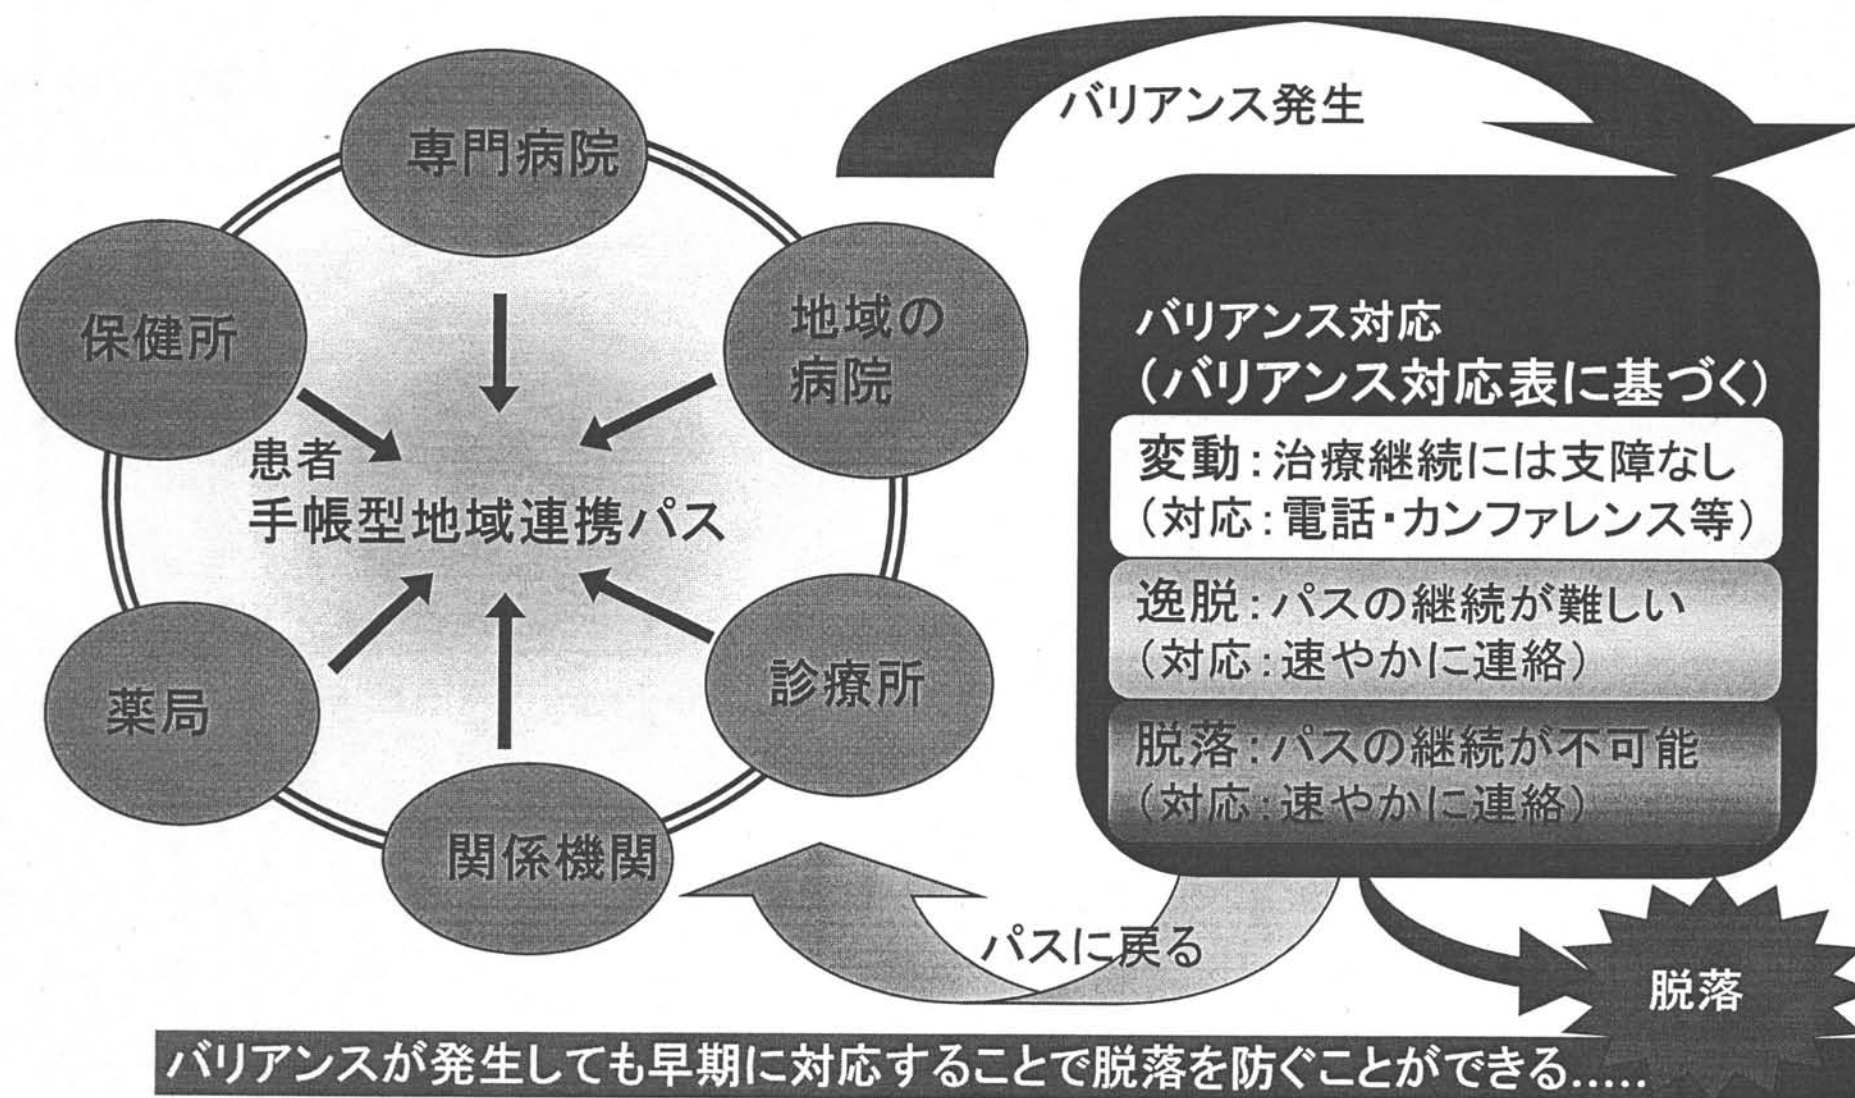 専門病院
保健所
地域の
病院
患者
手帳型地域連携パス
薬局
診療所
関係機関
バリアンス発生
バリアンス対応
（バリアンス対応表に基づく）
変動：治療継続には支障なし
（対応：電話・カンファレンス等）
逸脱：パスの継続が難しい
（対応：速やかに連絡）
脱落：パスの継続が不可能
（対応：速やかに連絡）
パスに戻る
脱落
バリアンスが発生しても早期に対応することで脱落を防ぐことができる.....